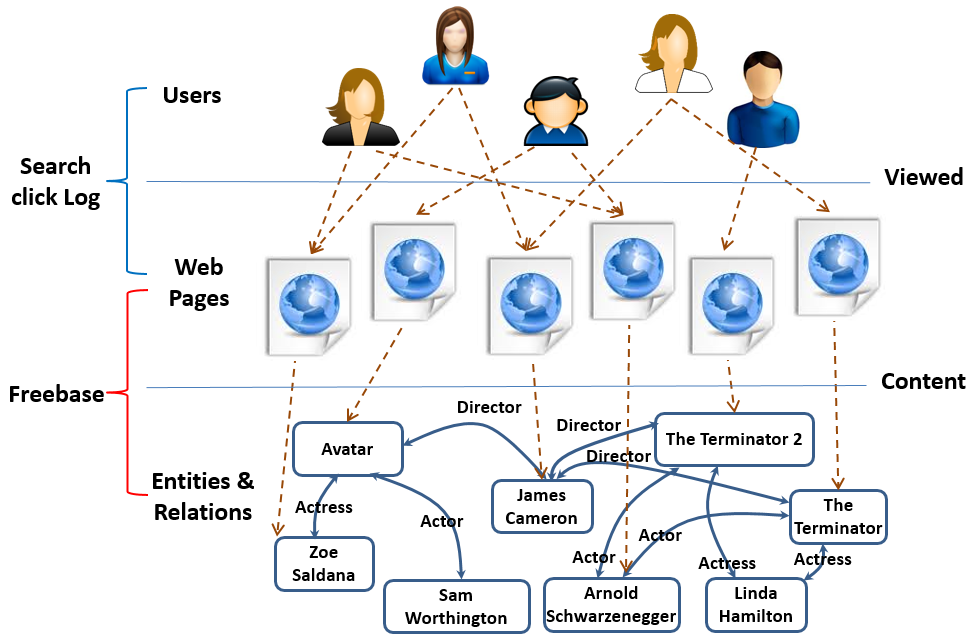 Users
Search
click Log
Viewed
Web
Pages
Freebase
Content
Director
Director
Avatar
The Terminator 2
Director
Entities &
Relations
James
Cameron
Actress
Actor
The
Terminator
Actor
Zoe
Saldana
Actor
Actress
Actress
Sam
Worthington
Arnold
Schwarzenegger
Linda
Hamilton